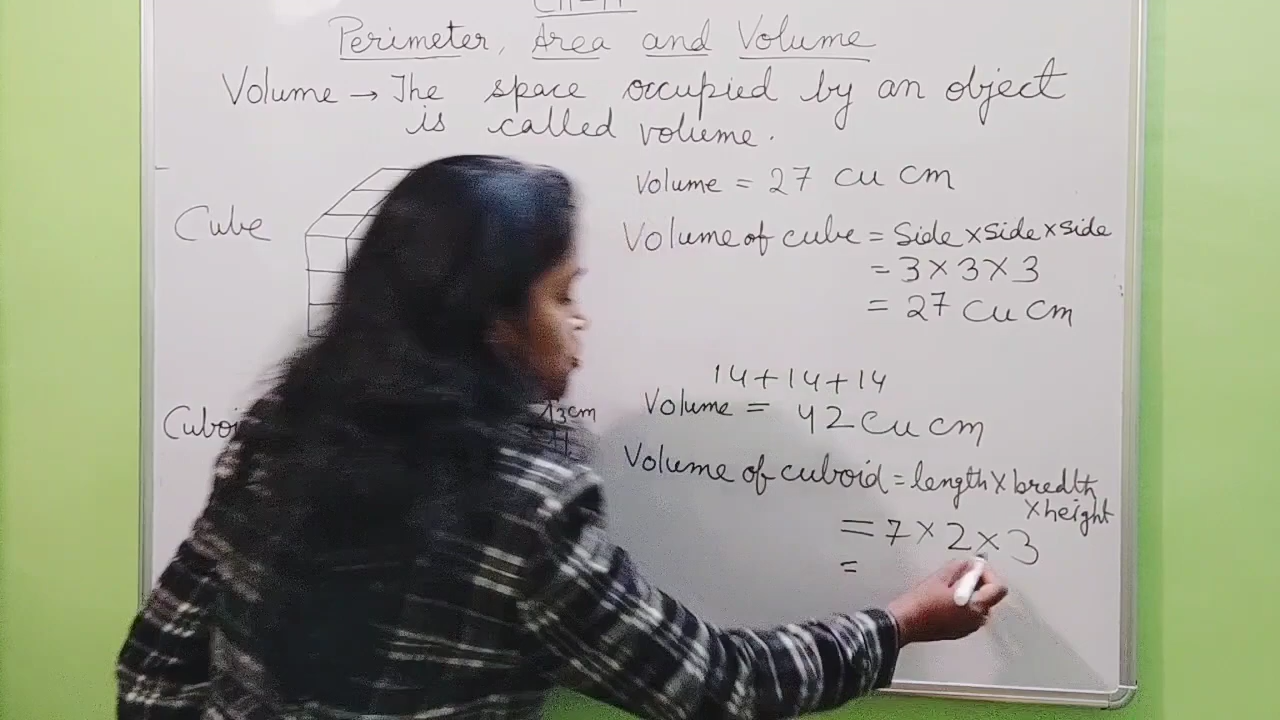 Perimeter, Area and Volume
Volume → The space occupied by an object
is called volume.
Cube
Volume = 27 cu cm
Volume of cube = Side × side × side
= 3 × 3 × 3
= 27 cu cm
14 + 14 + 14
Volume = 42 cu cm
3cm
Volume of cuboid = length × bredth
× height
= 7 × 2 × 3
=